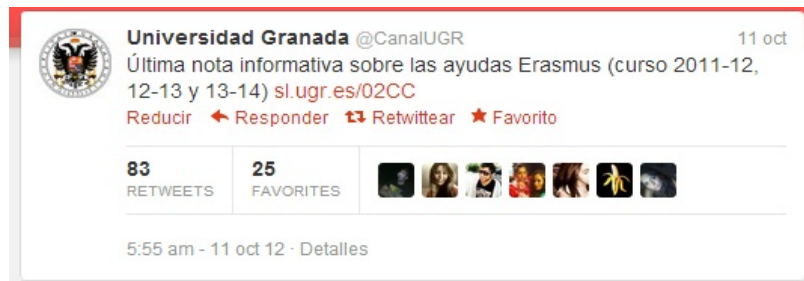 Universidad Granada @CanalUGR 11 oct
Última nota informativa sobre las ayudas Erasmus (curso 2011-12,
12-13 y 13-14) sl.ugr.es/02CC
Reducir Responder Retwittear Favorito
83 25
RETWEETS FAVORITES
5:55 am - 11 oct 12 · Detalles